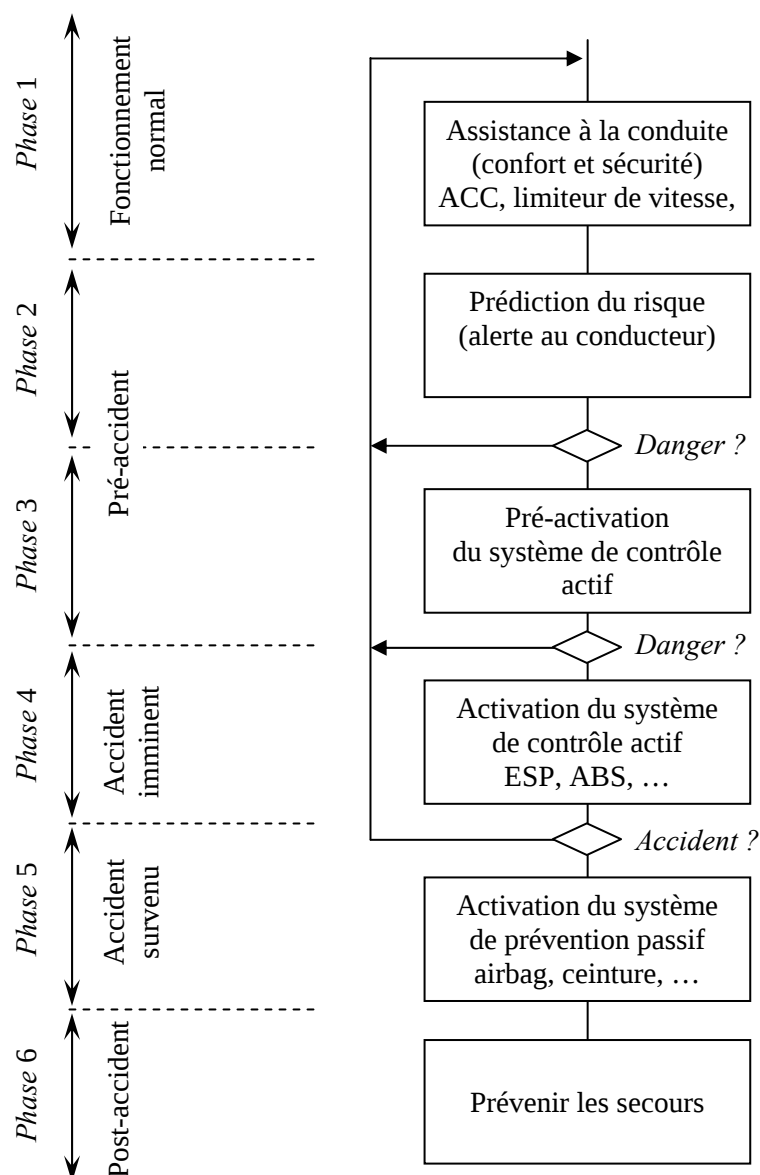 Phase 1
Fonctionnement
normal
Assistance à la conduite
(confort et sécurité)
ACC, limiteur de vitesse,
Phase 2
Prédiction du risque
(alerte au conducteur)
Pré-accident
Danger ?
Phase 3
Pré-activation
du système de contrôle
actif
Danger ?
Phase 4
Accident
imminent
Activation du système
de contrôle actif
ESP, ABS, …
Accident ?
Phase 5
Accident
survenu
Activation du système
de prévention passif
airbag, ceinture, …
Phase 6
Post-accident
Prévenir les secours